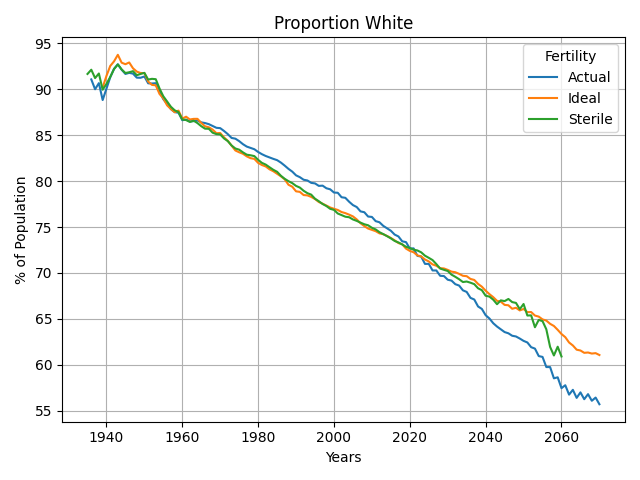 Proportion White
Fertility
Actual
Ideal
Sterile
% of Population
95
90
85
80
75
70
65
60
55
1940 1960 1980 2000 2020 2040 2060
Years